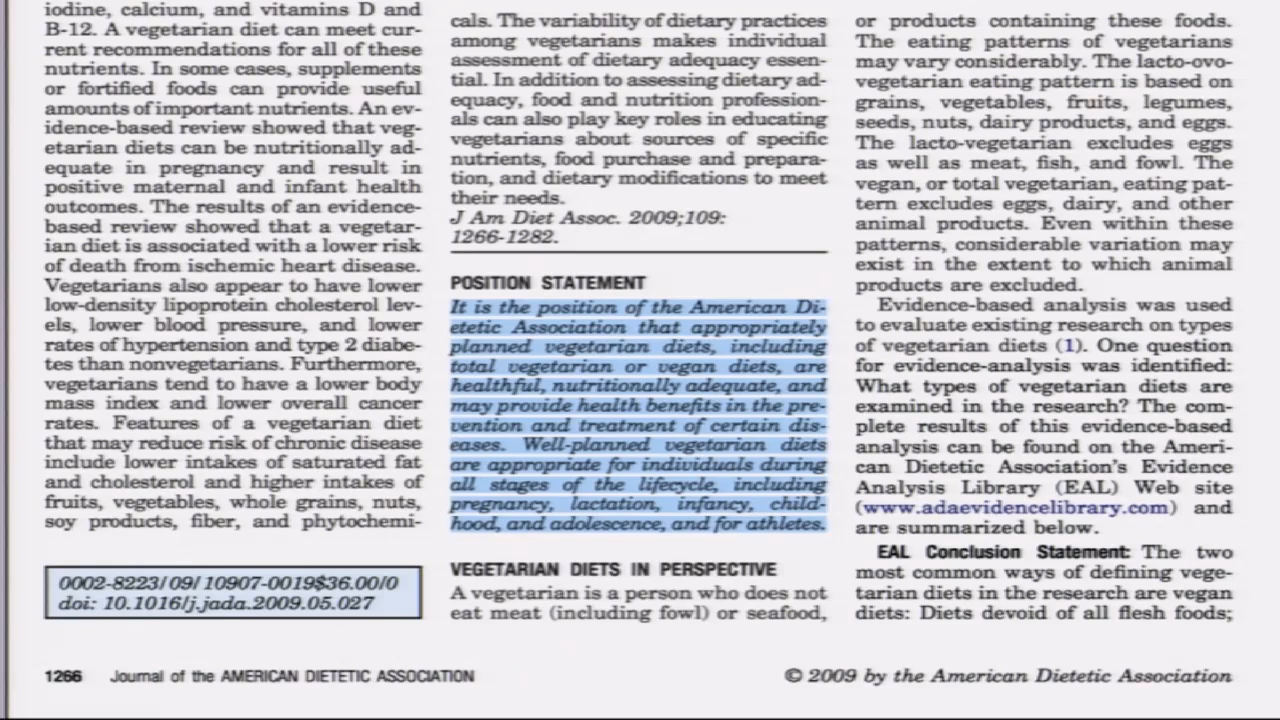 iodine, calcium, and vitamins D and
B-12. A vegetarian diet can meet cur-
rent recommendations for all of these
nutrients. In some cases, supplements
or fortified foods can provide useful
amounts of important nutrients. An ev-
idence-based review showed that veg-
etarian diets can be nutritionally ad-
equate in pregnancy and result in
positive maternal and infant health
outcomes. The results of an evidence-
based review showed that a vegetar-
ian diet is associated with a lower risk
of death from ischemic heart disease.
Vegetarians also appear to have lower
low-density lipoprotein cholesterol lev-
els, lower blood pressure, and lower
rates of hypertension and type 2 diabe-
tes than nonvegetarians. Furthermore,
vegetarians tend to have a lower body
mass index and lower overall cancer
rates. Features of a vegetarian diet
that may reduce risk of chronic disease
include lower intakes of saturated fat
and cholesterol and higher intakes of
fruits, vegetables, whole grains, nuts,
soy products, fiber, and phytochemi-
0002-8223/09/10907-0019$36.00/0
doi: 10.1016/j.jada.2009.05.027
cals. The variability of dietary practices
among vegetarians makes individual
assessment of dietary adequacy essen-
tial. In addition to assessing dietary ad-
equacy, food and nutrition profession-
als can also play key roles in educating
vegetarians about sources of specific
nutrients, food purchase and prepara-
tion, and dietary modifications to meet
their needs.
J Am Diet Assoc. 2009;109:
1266-1282.
POSITION STATEMENT
It is the position of the American Di-
etetic Association that appropriately
planned vegetarian diets, including
total vegetarian or vegan diets, are
healthful, nutritionally adequate, and
may provide health benefits in the pre-
vention and treatment of certain dis-
eases. Well-planned vegetarian diets
are appropriate for individuals during
all stages of the lifecycle, including
pregnancy, lactation, infancy, child-
hood, and adolescence, and for athletes.
VEGETARIAN DIETS IN PERSPECTIVE
A vegetarian is a person who does not
eat meat (including fowl) or seafood,
or products containing these foods.
The eating patterns of vegetarians
may vary considerably. The lacto-ovo-
vegetarian eating pattern is based on
grains, vegetables, fruits, legumes,
seeds, nuts, dairy products, and eggs.
The lacto-vegetarian excludes eggs
as well as meat, fish, and fowl. The
vegan, or total vegetarian, eating pat-
tern excludes eggs, dairy, and other
animal products. Even within these
patterns, considerable variation may
exist in the extent to which animal
products are excluded.
Evidence-based analysis was used
to evaluate existing research on types
of vegetarian diets (1). One question
for evidence-analysis was identified:
What types of vegetarian diets are
examined in the research? The com-
plete results of this evidence-based
analysis can be found on the Ameri-
can Dietetic Association's Evidence
Analysis Library (EAL) Web site
(www.adaevidencelibrary.com) and
are summarized below.
EAL Conclusion Statement: The two
most common ways of defining vege-
tarian diets in the research are vegan
diets: Diets devoid of all flesh foods;
1266 Journal of the AMERICAN DIETETIC ASSOCIATION
© 2009 by the American Dietetic Association